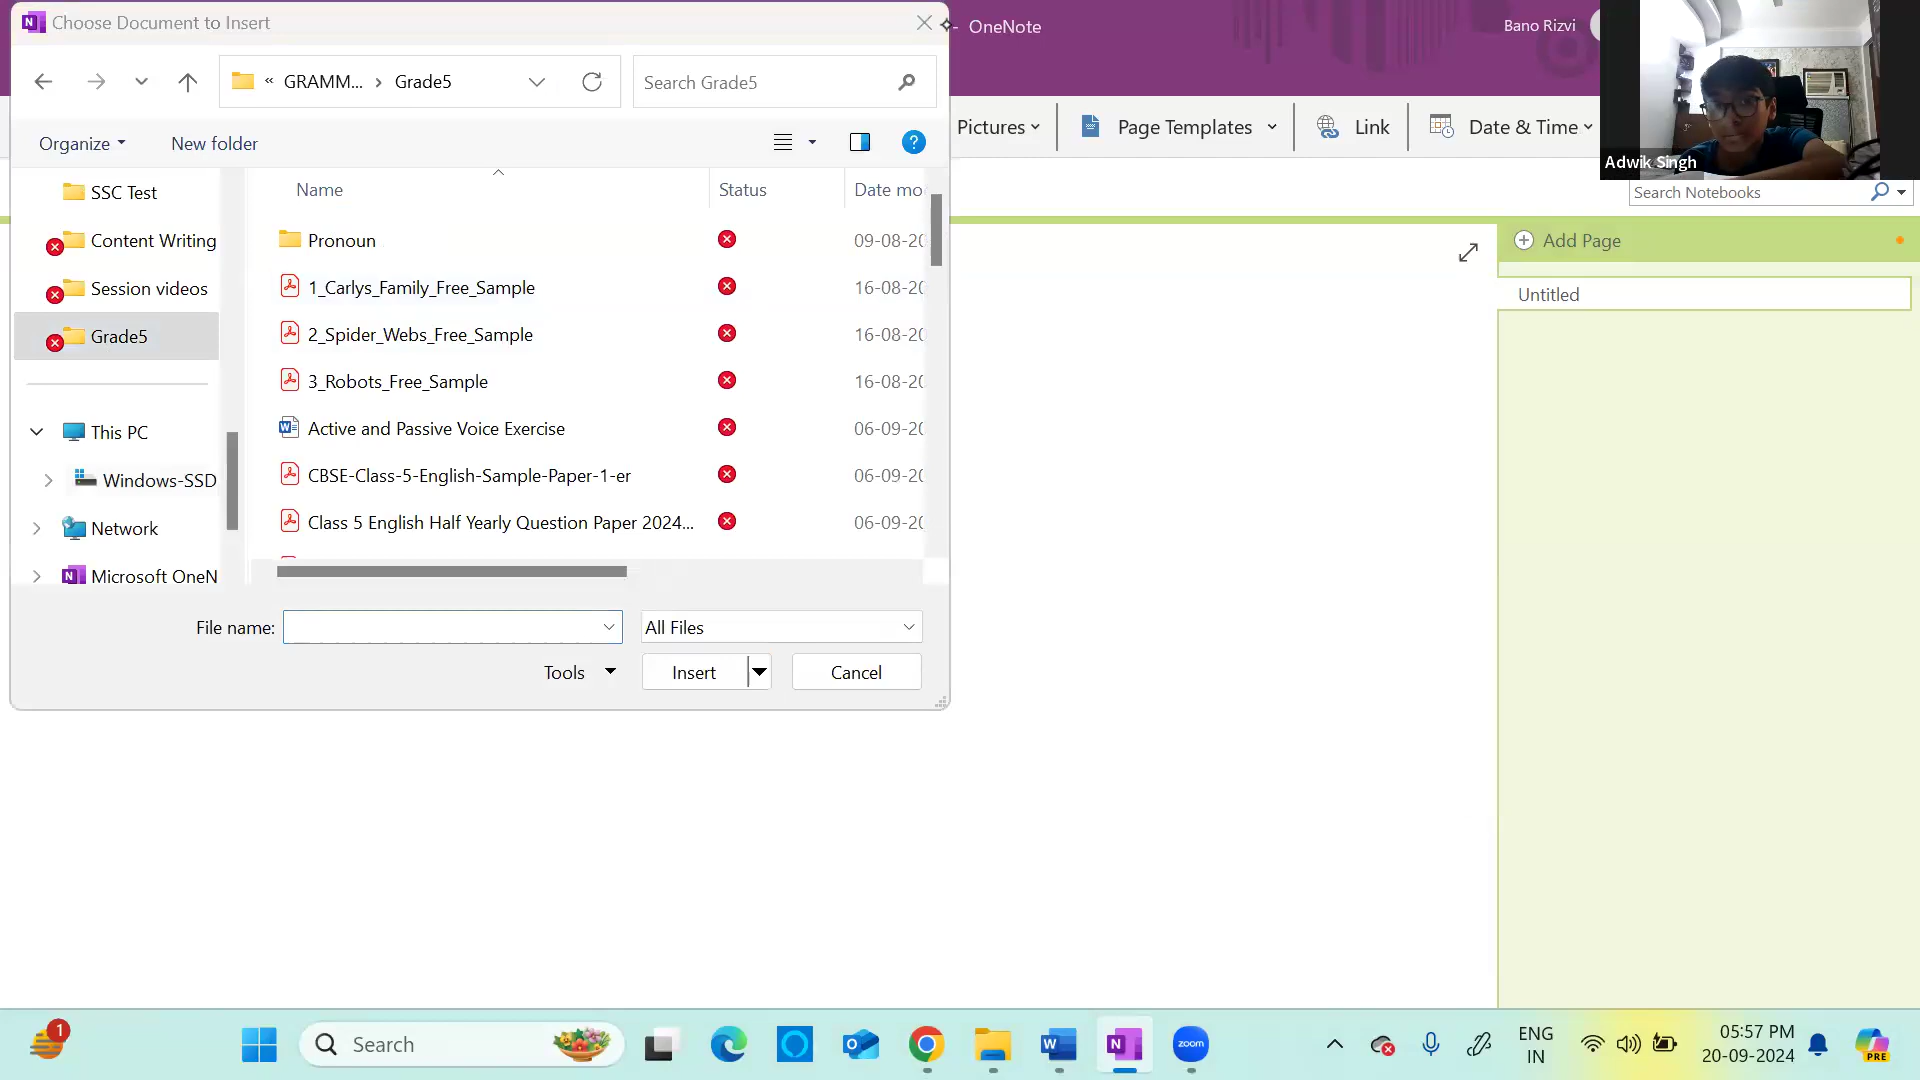 Choose Document to Insert
- OneNote
Bano Rizvi
« GRAMM... > Grade5
Search Grade5
Pictures
Page Templates
Link
Date & Time
Adwik Singh
Organize
New folder
Search Notebooks
SSC Test
Content Writing
Session videos
Grade5
This PC
Windows-SSD
Network
Microsoft OneN
Name
Status
Date mo
Pronoun
09-08-20
1_Carlys_Family_Free_Sample
16-08-20
2_Spider_Webs_Free_Sample
16-08-20
3_Robots_Free_Sample
16-08-20
Active and Passive Voice Exercise
06-09-20
CBSE-Class-5-English-Sample-Paper-1-er
06-09-20
Class 5 English Half Yearly Question Paper 2024...
06-09-20
File name:
All Files
Tools
Insert
Cancel
Add Page
Untitled
1
Search
zoom
ENG
IN
05:57 PM
20-09-2024
PRE